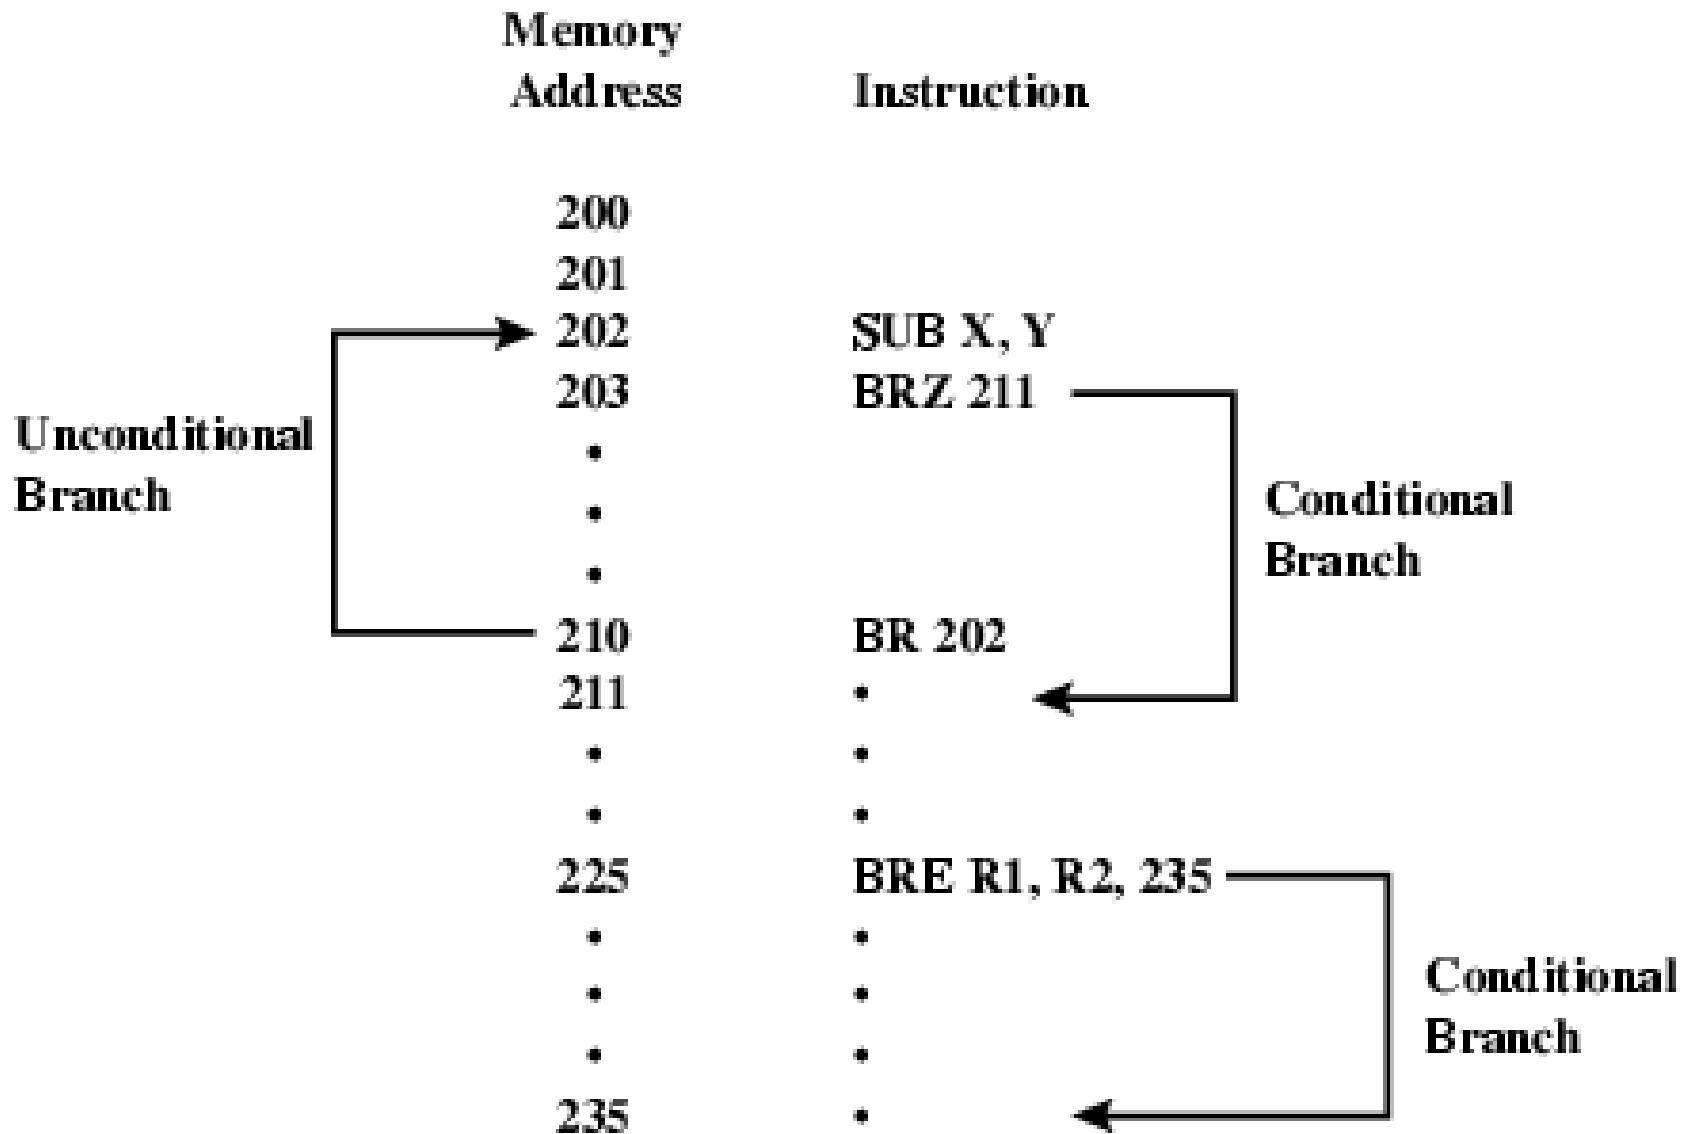 Memory
Address Instruction
200
201
202 SUB X, Y
203 BRZ 211
Unconditional
Branch
Conditional
Branch
210 BR 202
211
225 BRE R1, R2, 235
Conditional
Branch
235